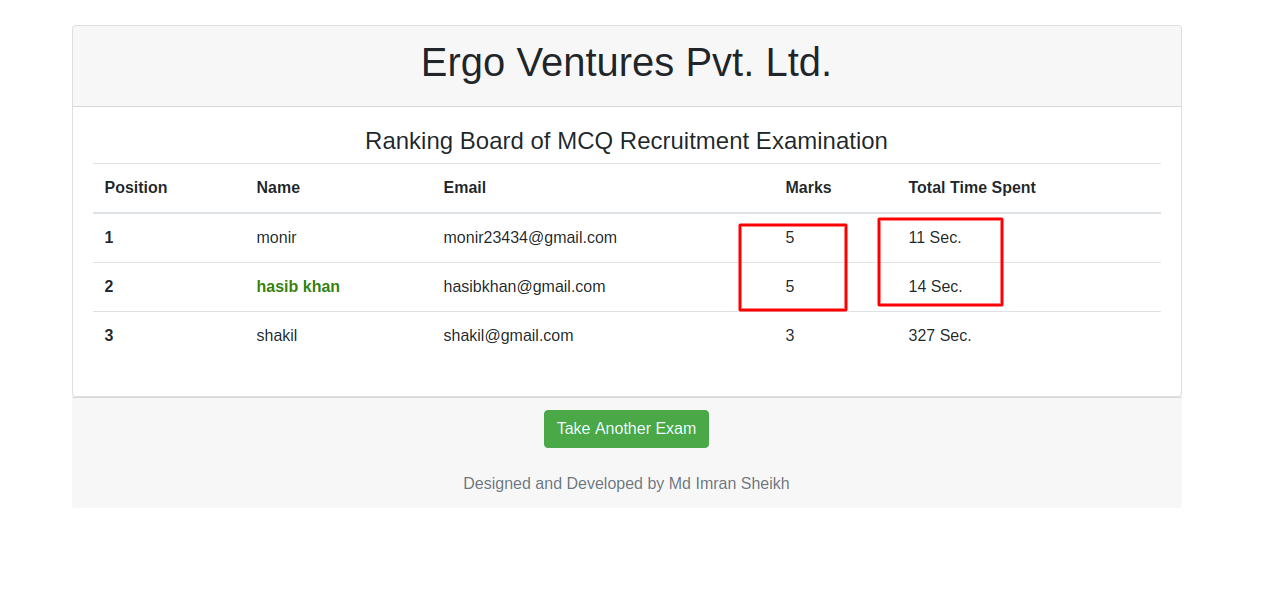 Ergo Ventures Pvt. Ltd.
Ranking Board of MCQ Recruitment Examination
Position Name Email Marks Total Time Spent
1 monir monir23434@gmail.com 5 11 Sec.
2 hasib khan hasibkhan@gmail.com 5 14 Sec.
3 shakil shakil@gmail.com 3 327 Sec.
Take Another Exam
Designed and Developed by Md Imran Sheikh